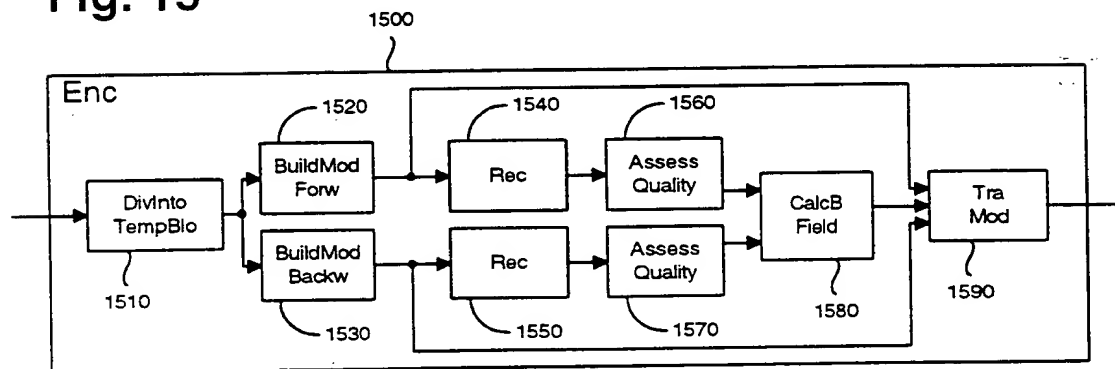 Fig. 15
1500
Enc
1520
1540
1560
BuildMod
Forw
Rec
Assess
Quality
DivInto
TempBlo
CalcB
Field
Tra
Mod
BuildMod
Backw
Rec
Assess
Quality
1510
1530
1550
1570
1580
1590